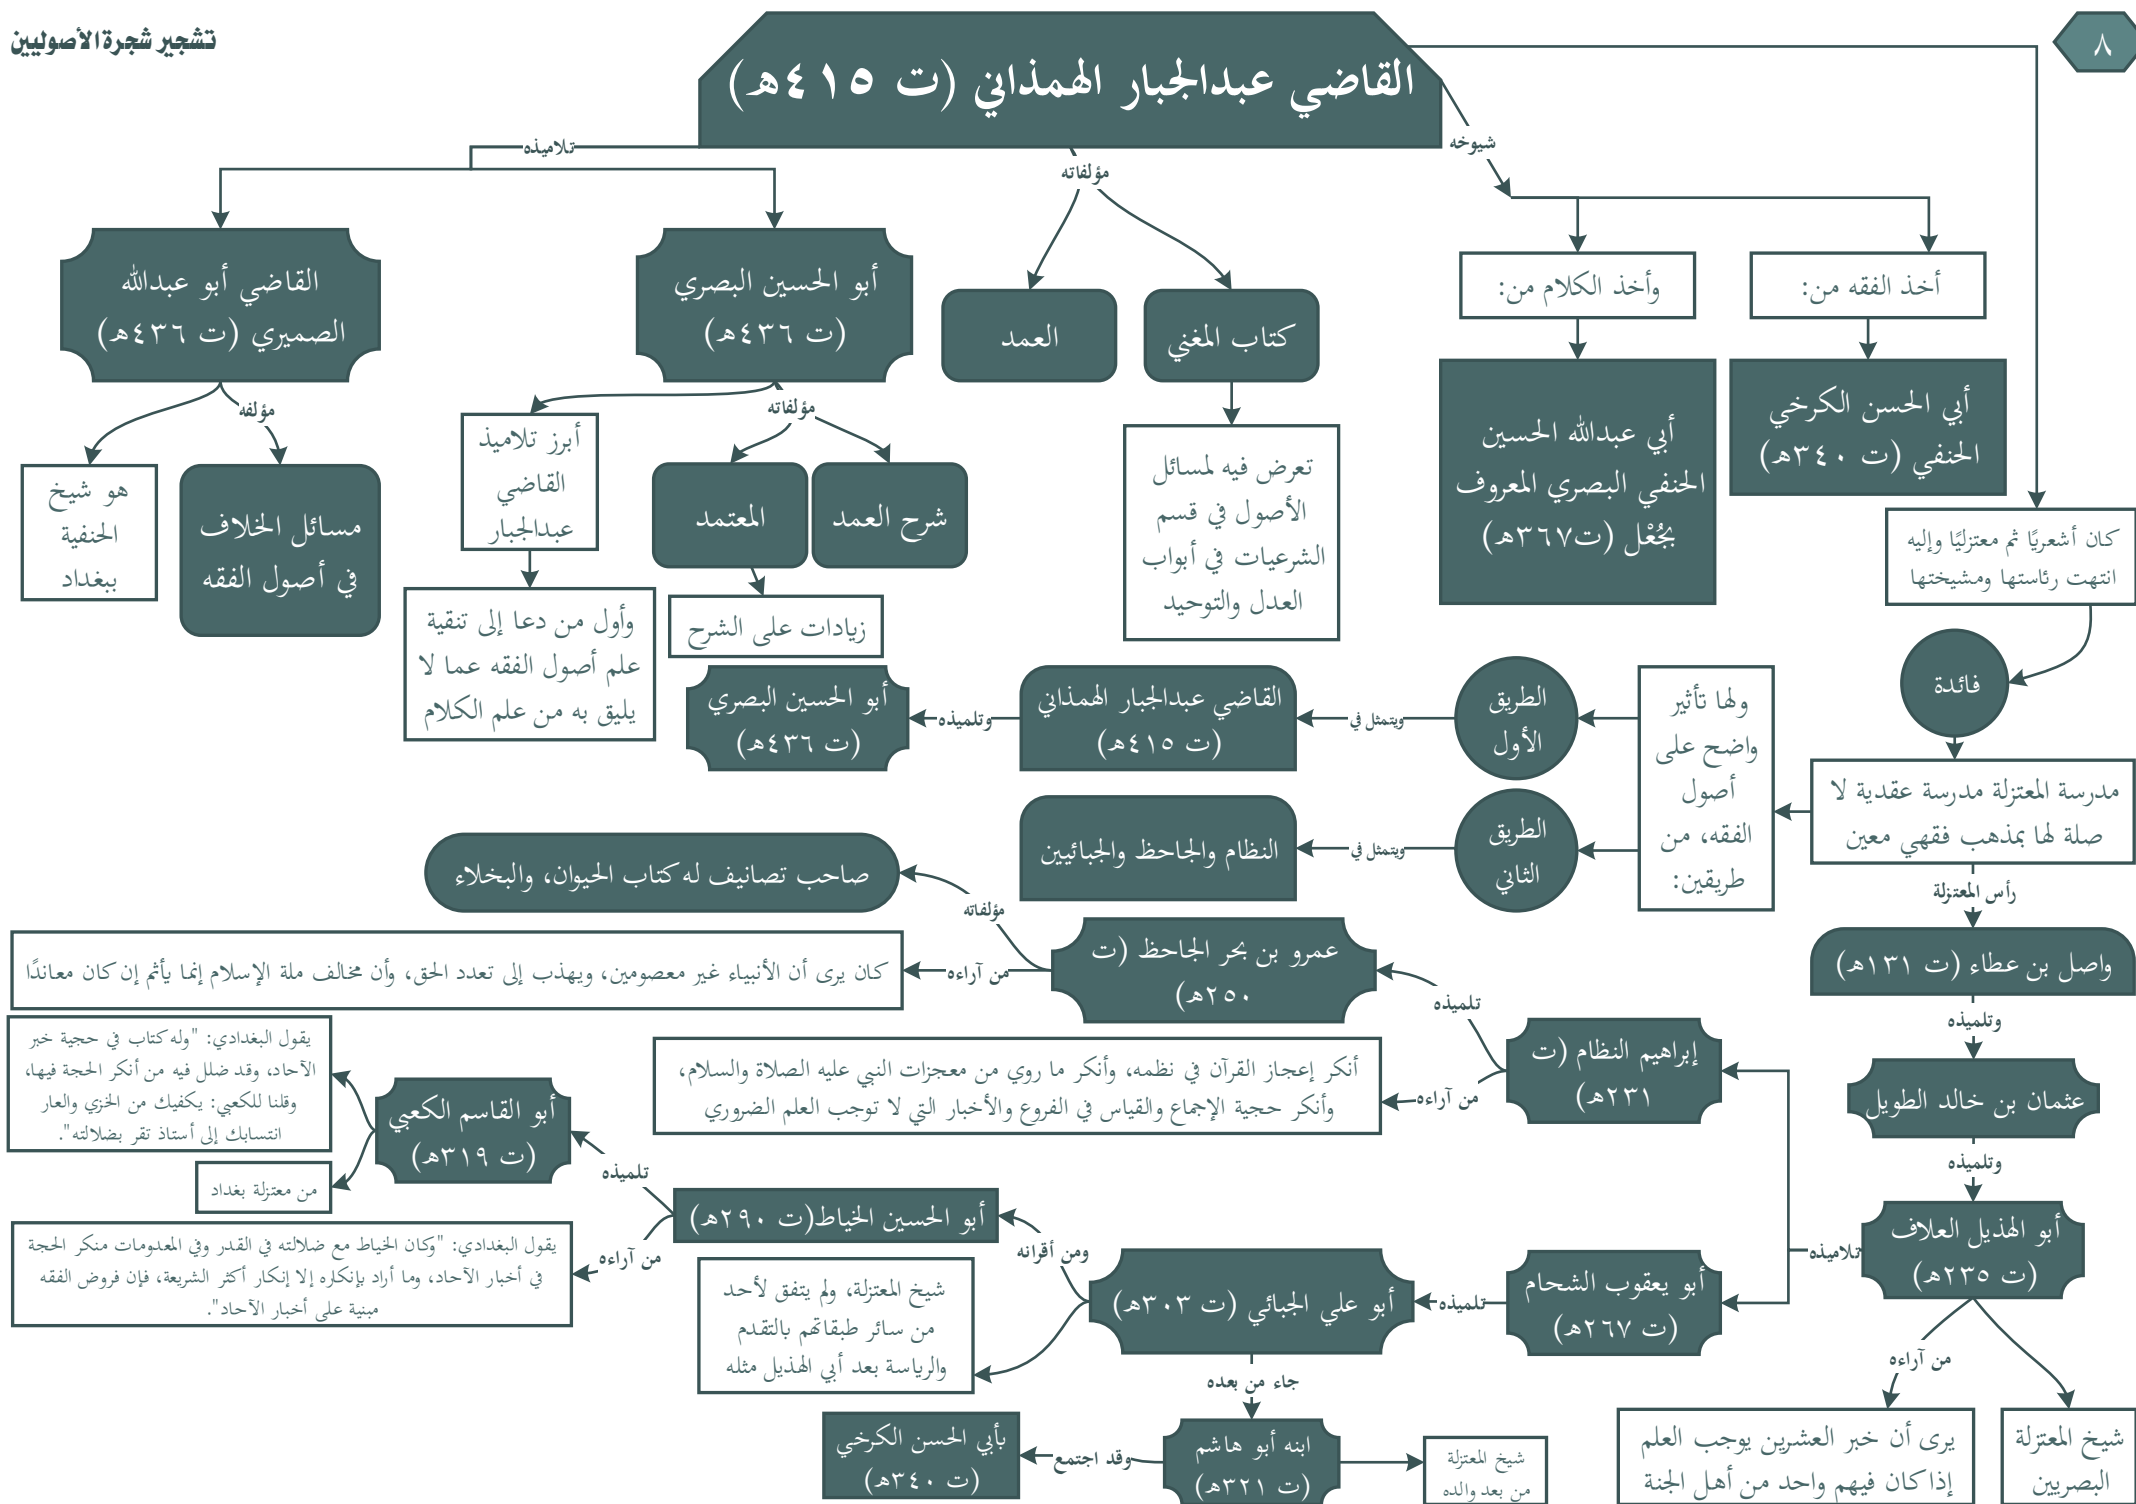 تشجير شجرة الأصوليين
٨
القاضي عبدالجبار الهمذاني (ت ٤١٥هـ)
شيوخه
أخذ الفقه من:
أبي الحسن الكرخي
الحنفي (ت ٣٤٠هـ)
وأخذ الكلام من:
أبي عبدالله الحسين
الحنفي البصري المعروف
بجُعْل (ت٣٦٧هـ)
مؤلفاته
كتاب المغني
تعرض فيه لمسائل
الأصول في قسم
الشرعيات في أبواب
العدل والتوحيد
العمد
تلاميذه
أبو الحسين البصري
(ت ٤٣٦هـ)
مؤلفاته
شرح العمد
المعتمد
زيادات على الشرح
أبرز تلاميذ
القاضي
عبدالجبار
وأول من دعا إلى تنقية
علم أصول الفقه عما لا
يليق به من علم الكلام
القاضي أبو عبدالله
الصميري (ت ٤٣٦هـ)
مؤلفه
مسائل الخلاف
في أصول الفقه
هو شيخ
الحنفية
ببغداد
كان أشعريًا ثم معتزليًا وإليه
انتهت رئاستها ومشيختها
فائدة
مدرسة المعتزلة مدرسة عقدية لا
صلة لها بمذهب فقهي معين
ولها تأثير
واضح على
أصول
الفقه، من
طريقين:
الطريق
الأول
ويتمثل في
القاضي عبدالجبار الهمذاني
(ت ٤١٥هـ)
وتلميذه
أبو الحسين البصري
(ت ٤٣٦هـ)
الطريق
الثاني
ويتمثل في
النظام والجاحظ والجبائيين
رأس المعتزلة
واصل بن عطاء (ت ١٣١هـ)
وتلميذه
عثمان بن خالد الطويل
وتلميذه
أبو الهذيل العلاف
(ت ٢٣٥هـ)
شيخ المعتزلة
البصريين
من آراءه
يرى أن خبر العشرين يوجب العلم
إذا كان فيهم واحد من أهل الجنة
تلاميذه
إبراهيم النظام (ت
٢٣١هـ)
من آراءه
أنكر إعجاز القرآن في نظمه، وأنكر ما روي من معجزات النبي عليه الصلاة والسلام،
وأنكر حجية الإجماع والقياس في الفروع والأخبار التي لا توجب العلم الضروري
تلميذه
عمرو بن بحر الجاحظ (ت
٢٥٠هـ)
مؤلفاته
صاحب تصانيف له كتاب الحيوان، والبخلاء
من آراءه
كان يرى أن الأنبياء غير معصومين، ويهذب إلى تعدد الحق، وأن مخالف ملة الإسلام إنما يأثم إن كان معاندًا
أبو يعقوب الشحام
(ت ٢٦٧هـ)
تلميذه
أبو علي الجبائي (ت ٣٠٣هـ)
شيخ المعتزلة، ولم يتفق لأحد
من سائر طبقاتهم بالتقدم
والرياسة بعد أبي الهذيل مثله
ومن أقرانه
أبو الحسين الخياط(ت ٢٩٠هـ)
من آراءه
يقول البغدادي: "وكان الخياط مع ضلالته في القدر وفي المعدومات منكر الحجة
في أخبار الآحاد، وما أراد بإنكاره إلا إنكار أكثر الشريعة، فإن فروض الفقه
مبنية على أخبار الآحاد".
تلميذه
أبو القاسم الكعبي
(ت ٣١٩هـ)
يقول البغدادي: "وله كتاب في حجية خبر
الآحاد، وقد ضلل فيه من أنكر الحجة فيها،
وقلنا للكعبي: يكفيك من الخزي والعار
انتسابك إلى أستاذ تقر بضلالته".
من معتزلة بغداد
جاء من بعده
ابنه أبو هاشم
(ت ٣٢١هـ)
شيخ المعتزلة
من بعد والده
وقد اجتمع
بأبي الحسن الكرخي
(ت ٣٤٠هـ)